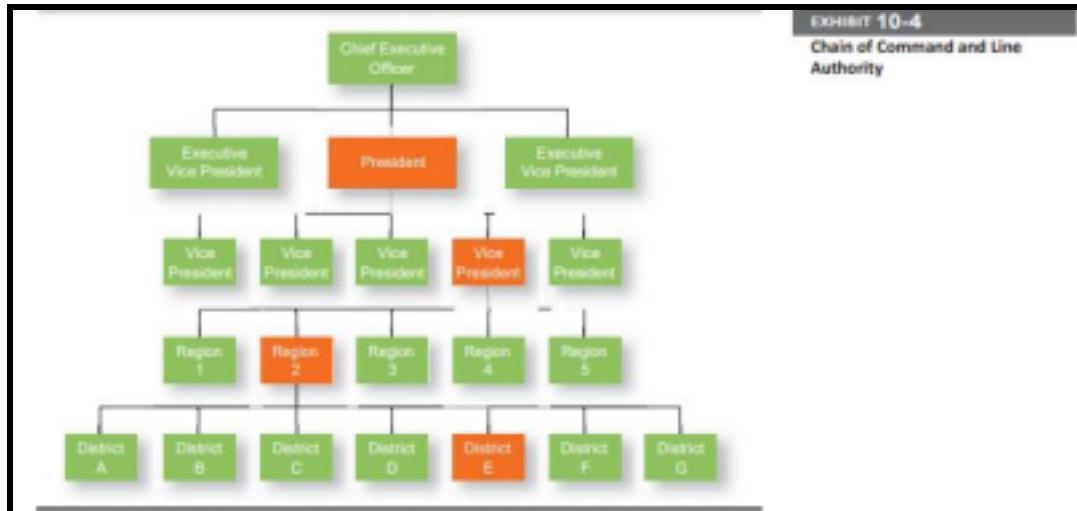 EXHIBIT 10-4
Chain of Command and Line
Authority
Chief Executive
Officer
Executive
Vice President
President
Executive
Vice President
Vice
President
Vice
President
Vice
President
Vice
President
Vice
President
Region
1
Region
2
Region
3
Region
4
Region
5
District
A
District
B
District
C
District
D
District
E
District
F
District
G